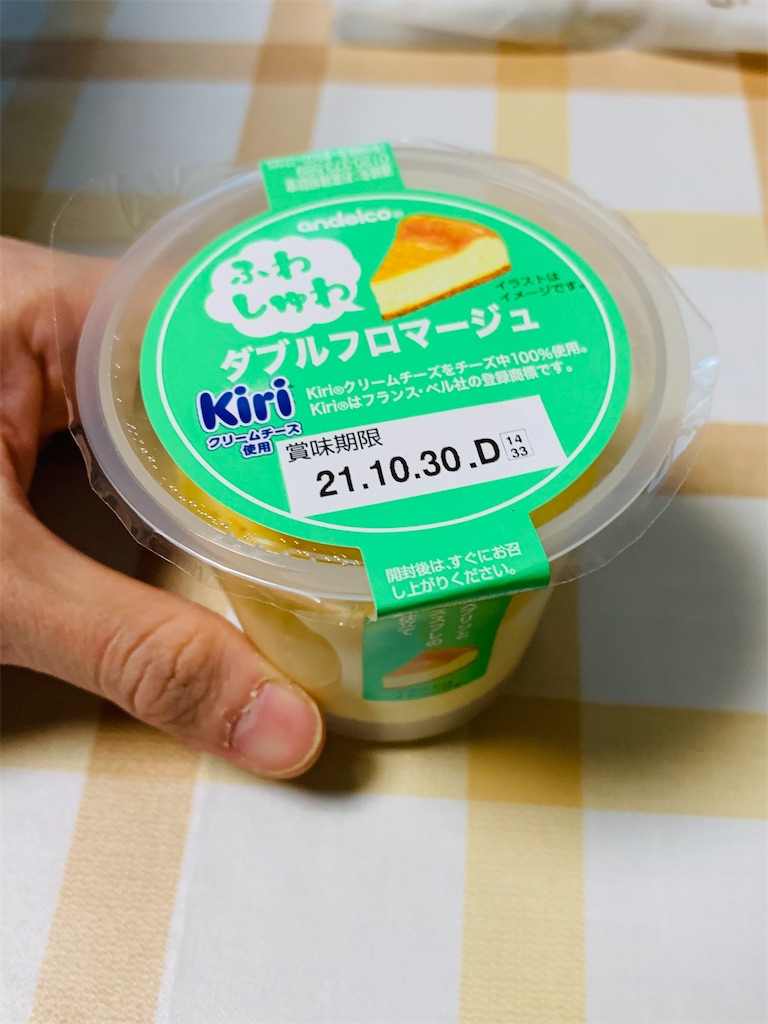 andeico®
ふわ
しゅわ
イラストは
イメージです。
ダブルフロマージュ
Kiri
クリームチーズ
使用
Kiri®クリームチーズをチーズ中100%使用。
Kiri®はフランス・ベル社の登録商標です。
賞味期限
21.10.30.D
14
33
開封後は、すぐにお召
し上がりください。